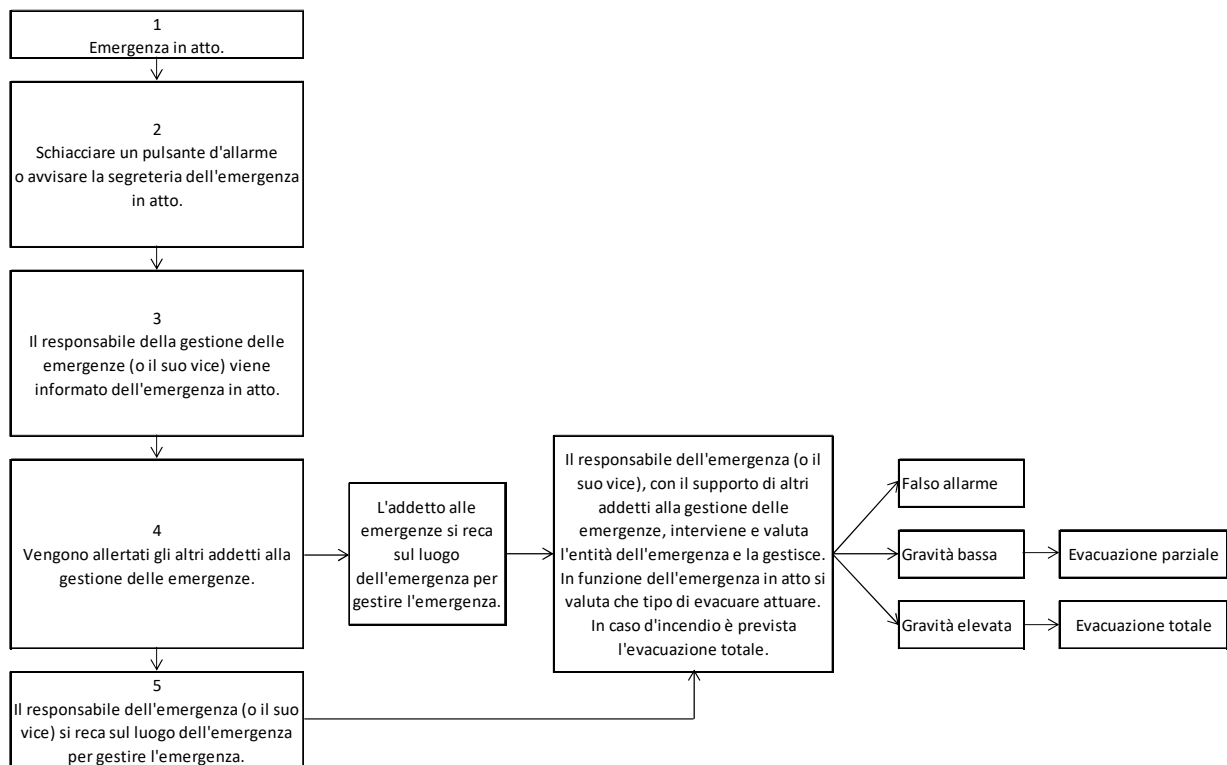 1
Emergenza in atto.
2
Schiacciare un pulsante d'allarme
o avvisare la segreteria dell'emergenza
in atto.
3
Il responsabile della gestione delle
emergenze (o il suo vice) viene
informato dell'emergenza in atto.
4
Vengono allertati gli altri addetti alla
gestione delle emergenze.
5
Il responsabile dell'emergenza (o il suo
vice) si reca sul luogo dell'emergenza
per gestire l'emergenza.
L'addetto alle
emergenze si reca
sul luogo
dell'emergenza per
gestire l'emergenza.
Il responsabile dell'emergenza (o il
suo vice), con il supporto di altri
addetti alla gestione delle
emergenze, interviene e valuta
l'entità dell'emergenza e la gestisce.
In funzione dell'emergenza in atto si
valuta che tipo di evacuare attuare.
In caso d'incendio è prevista
l'evacuazione totale.
Falso allarme
Gravità bassa
Evacuazione parziale
Gravità elevata
Evacuazione totale